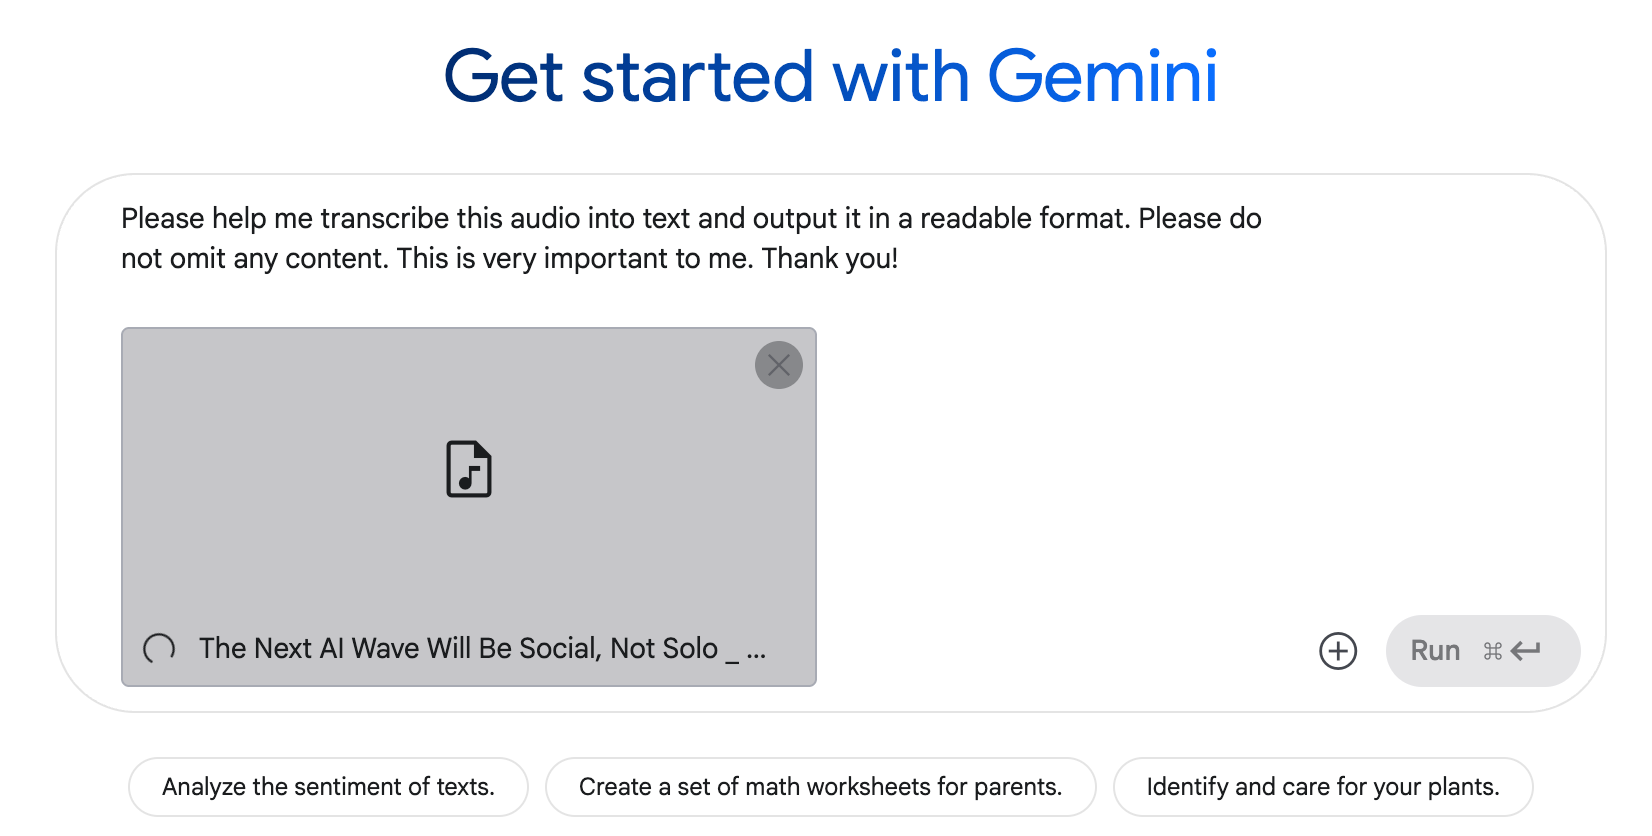 Get started with Gemini
Please help me transcribe this audio into text and output it in a readable format. Please do
not omit any content. This is very important to me. Thank you!
The Next AI Wave Will Be Social, Not Solo _ ...
Run ⌘ ↵
Analyze the sentiment of texts.
Create a set of math worksheets for parents.
Identify and care for your plants.